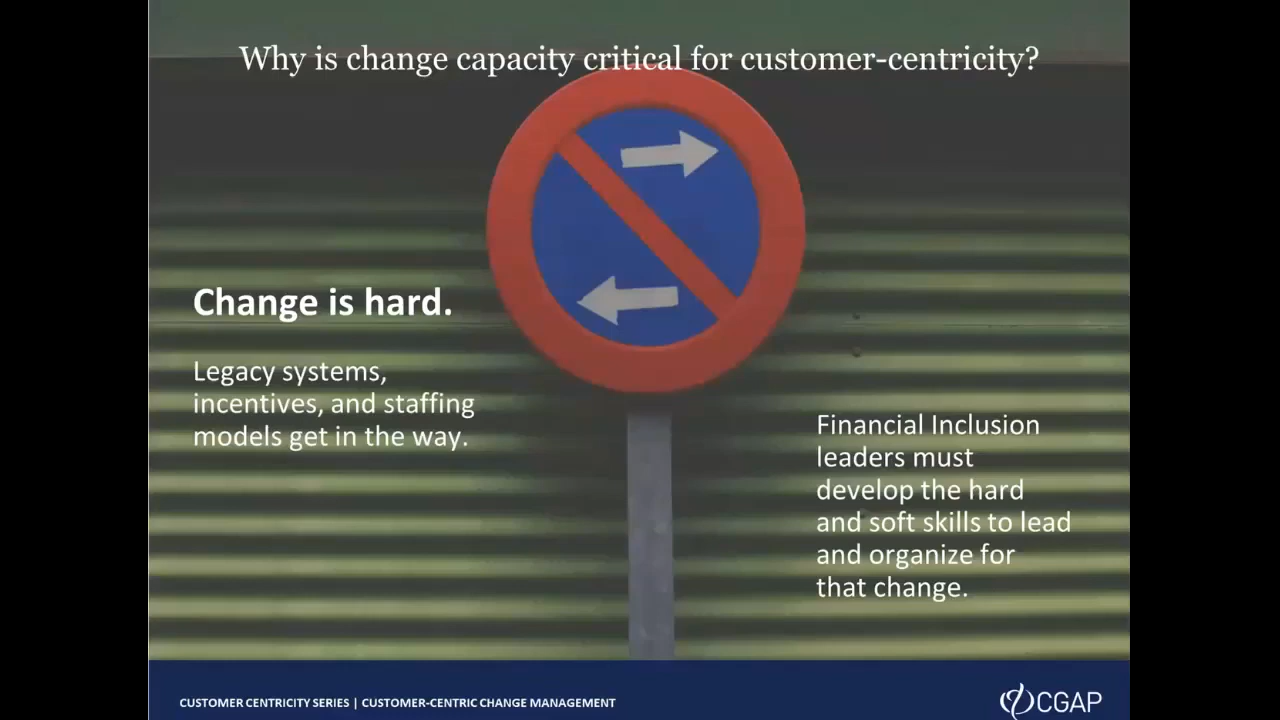 Why is change capacity critical for customer-centricity?
Change is hard.
Legacy systems,
incentives, and staffing
models get in the way.
Financial Inclusion
leaders must
develop the hard
and soft skills to lead
and organize for
that change.
CUSTOMER CENTRICITY SERIES | CUSTOMER-CENTRIC CHANGE MANAGEMENT
CGAP